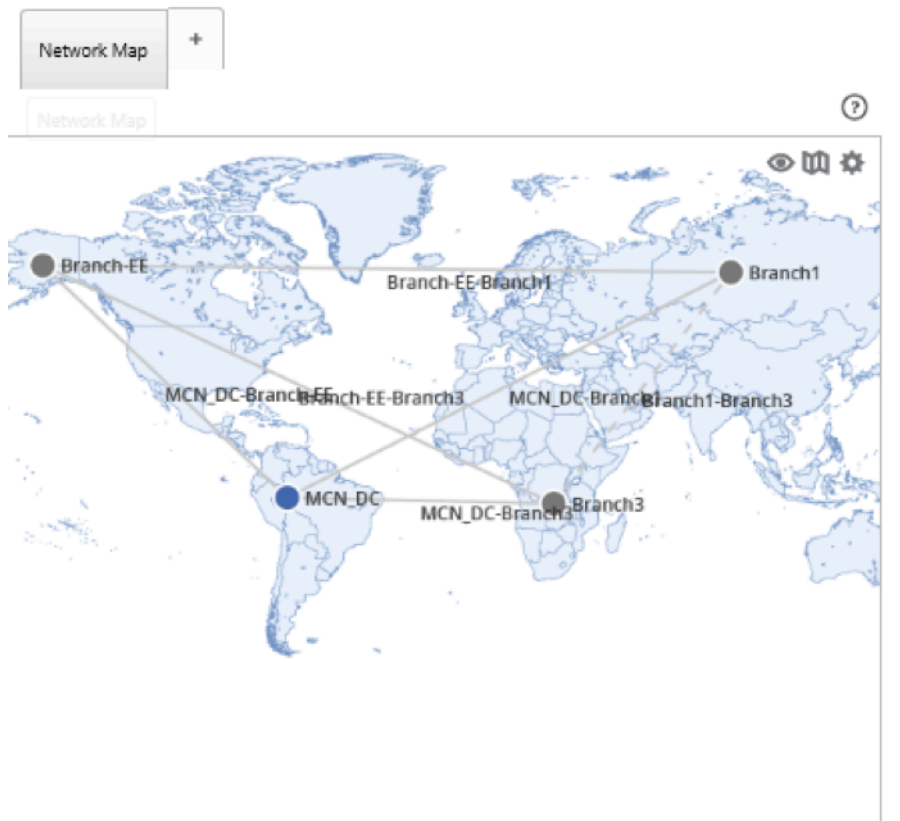 Network Map
+
Network Map
?
Branch-EE
Branch1
Branch-EE-Branch1
MCN_DC-Branch-EE
Branch-EE-Branch3
MCN_DC-Branch1
Branch1-Branch3
MCN_DC
Branch3
MCN_DC-Branch3